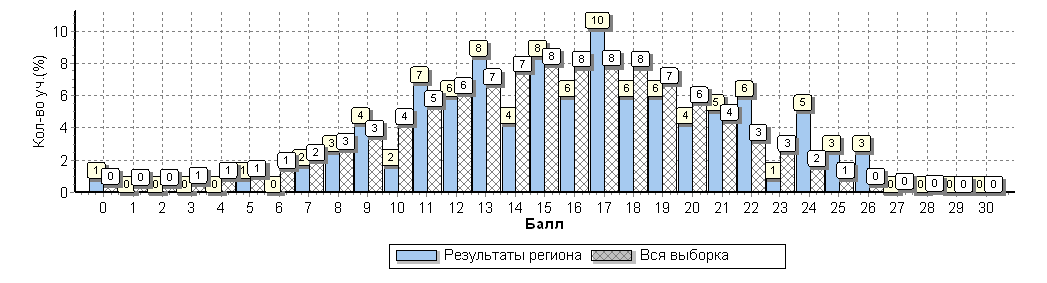 Кол-во уч.(%)
10
8
6
4
2
0
1 0 0 0 0 0 0 1 0 1 1 1 0 1 2 2 3 3 4 3 2 4 7 5 6 6 8 7 4 7 8 8 6 8 10 8 6 8 6 7 4 6 5 4 6 3 1 3 5 2 3 1 3 0 0 0 0 0 0 0 0 0
0 1 2 3 4 5 6 7 8 9 10 11 12 13 14 15 16 17 18 19 20 21 22 23 24 25 26 27 28 29 30
Балл
Результаты региона Вся выборка